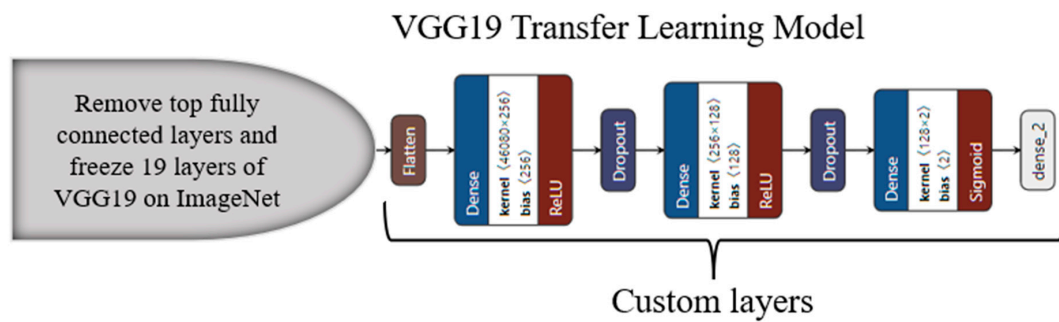 VGG19 Transfer Learning Model
Remove top fully
connected layers and
freeze 19 layers of
VGG19 on ImageNet
Flatten
Dense
kernel ⟨46080×256⟩
bias ⟨256⟩
ReLU
Dropout
Dense
kernel ⟨256×128⟩
bias ⟨128⟩
ReLU
Dropout
Dense
kernel ⟨128×2⟩
bias ⟨2⟩
Sigmoid
dense_2
Custom layers